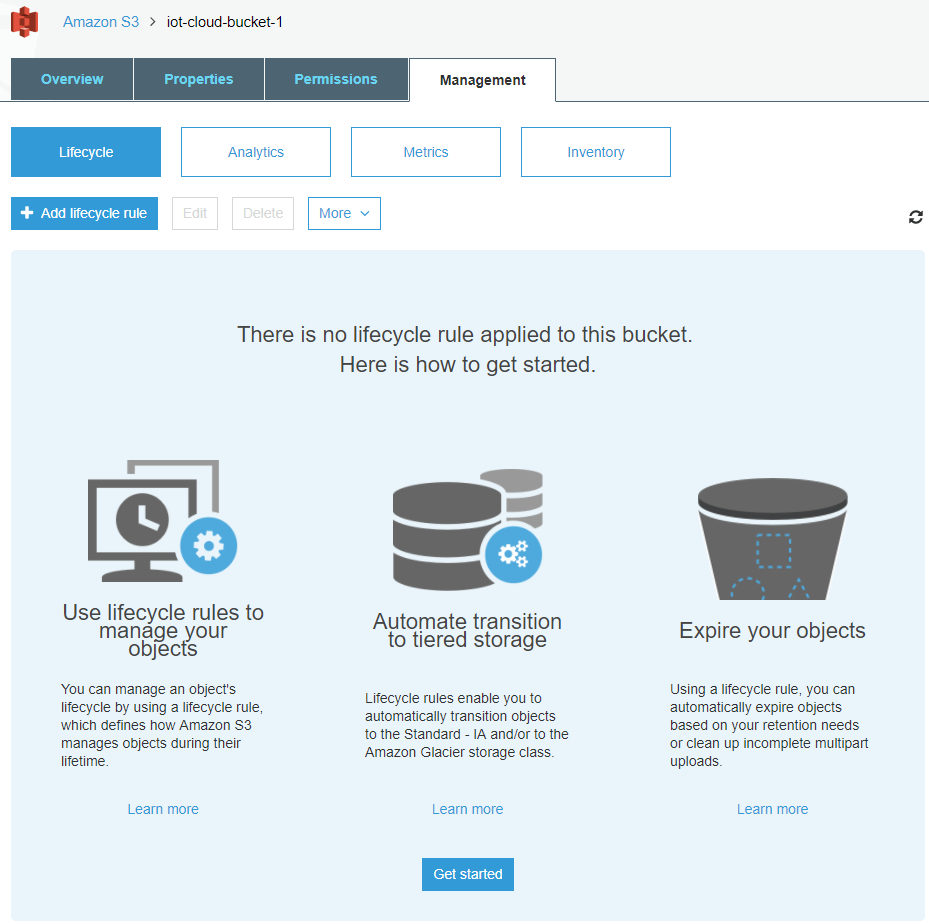 Amazon S3 > iot-cloud-bucket-1
Overview Properties Permissions Management
Lifecycle Analytics Metrics Inventory
+ Add lifecycle rule Edit Delete More
There is no lifecycle rule applied to this bucket.
Here is how to get started.
Use lifecycle rules to
manage your
objects
You can manage an object's
lifecycle by using a lifecycle rule,
which defines how Amazon S3
manages objects during their
lifetime.
Learn more
Automate transition
to tiered storage
Lifecycle rules enable you to
automatically transition objects
to the Standard - IA and/or to the
Amazon Glacier storage class.
Learn more
Expire your objects
Using a lifecycle rule, you can
automatically expire objects
based on your retention needs
or clean up incomplete multipart
uploads.
Learn more
Get started